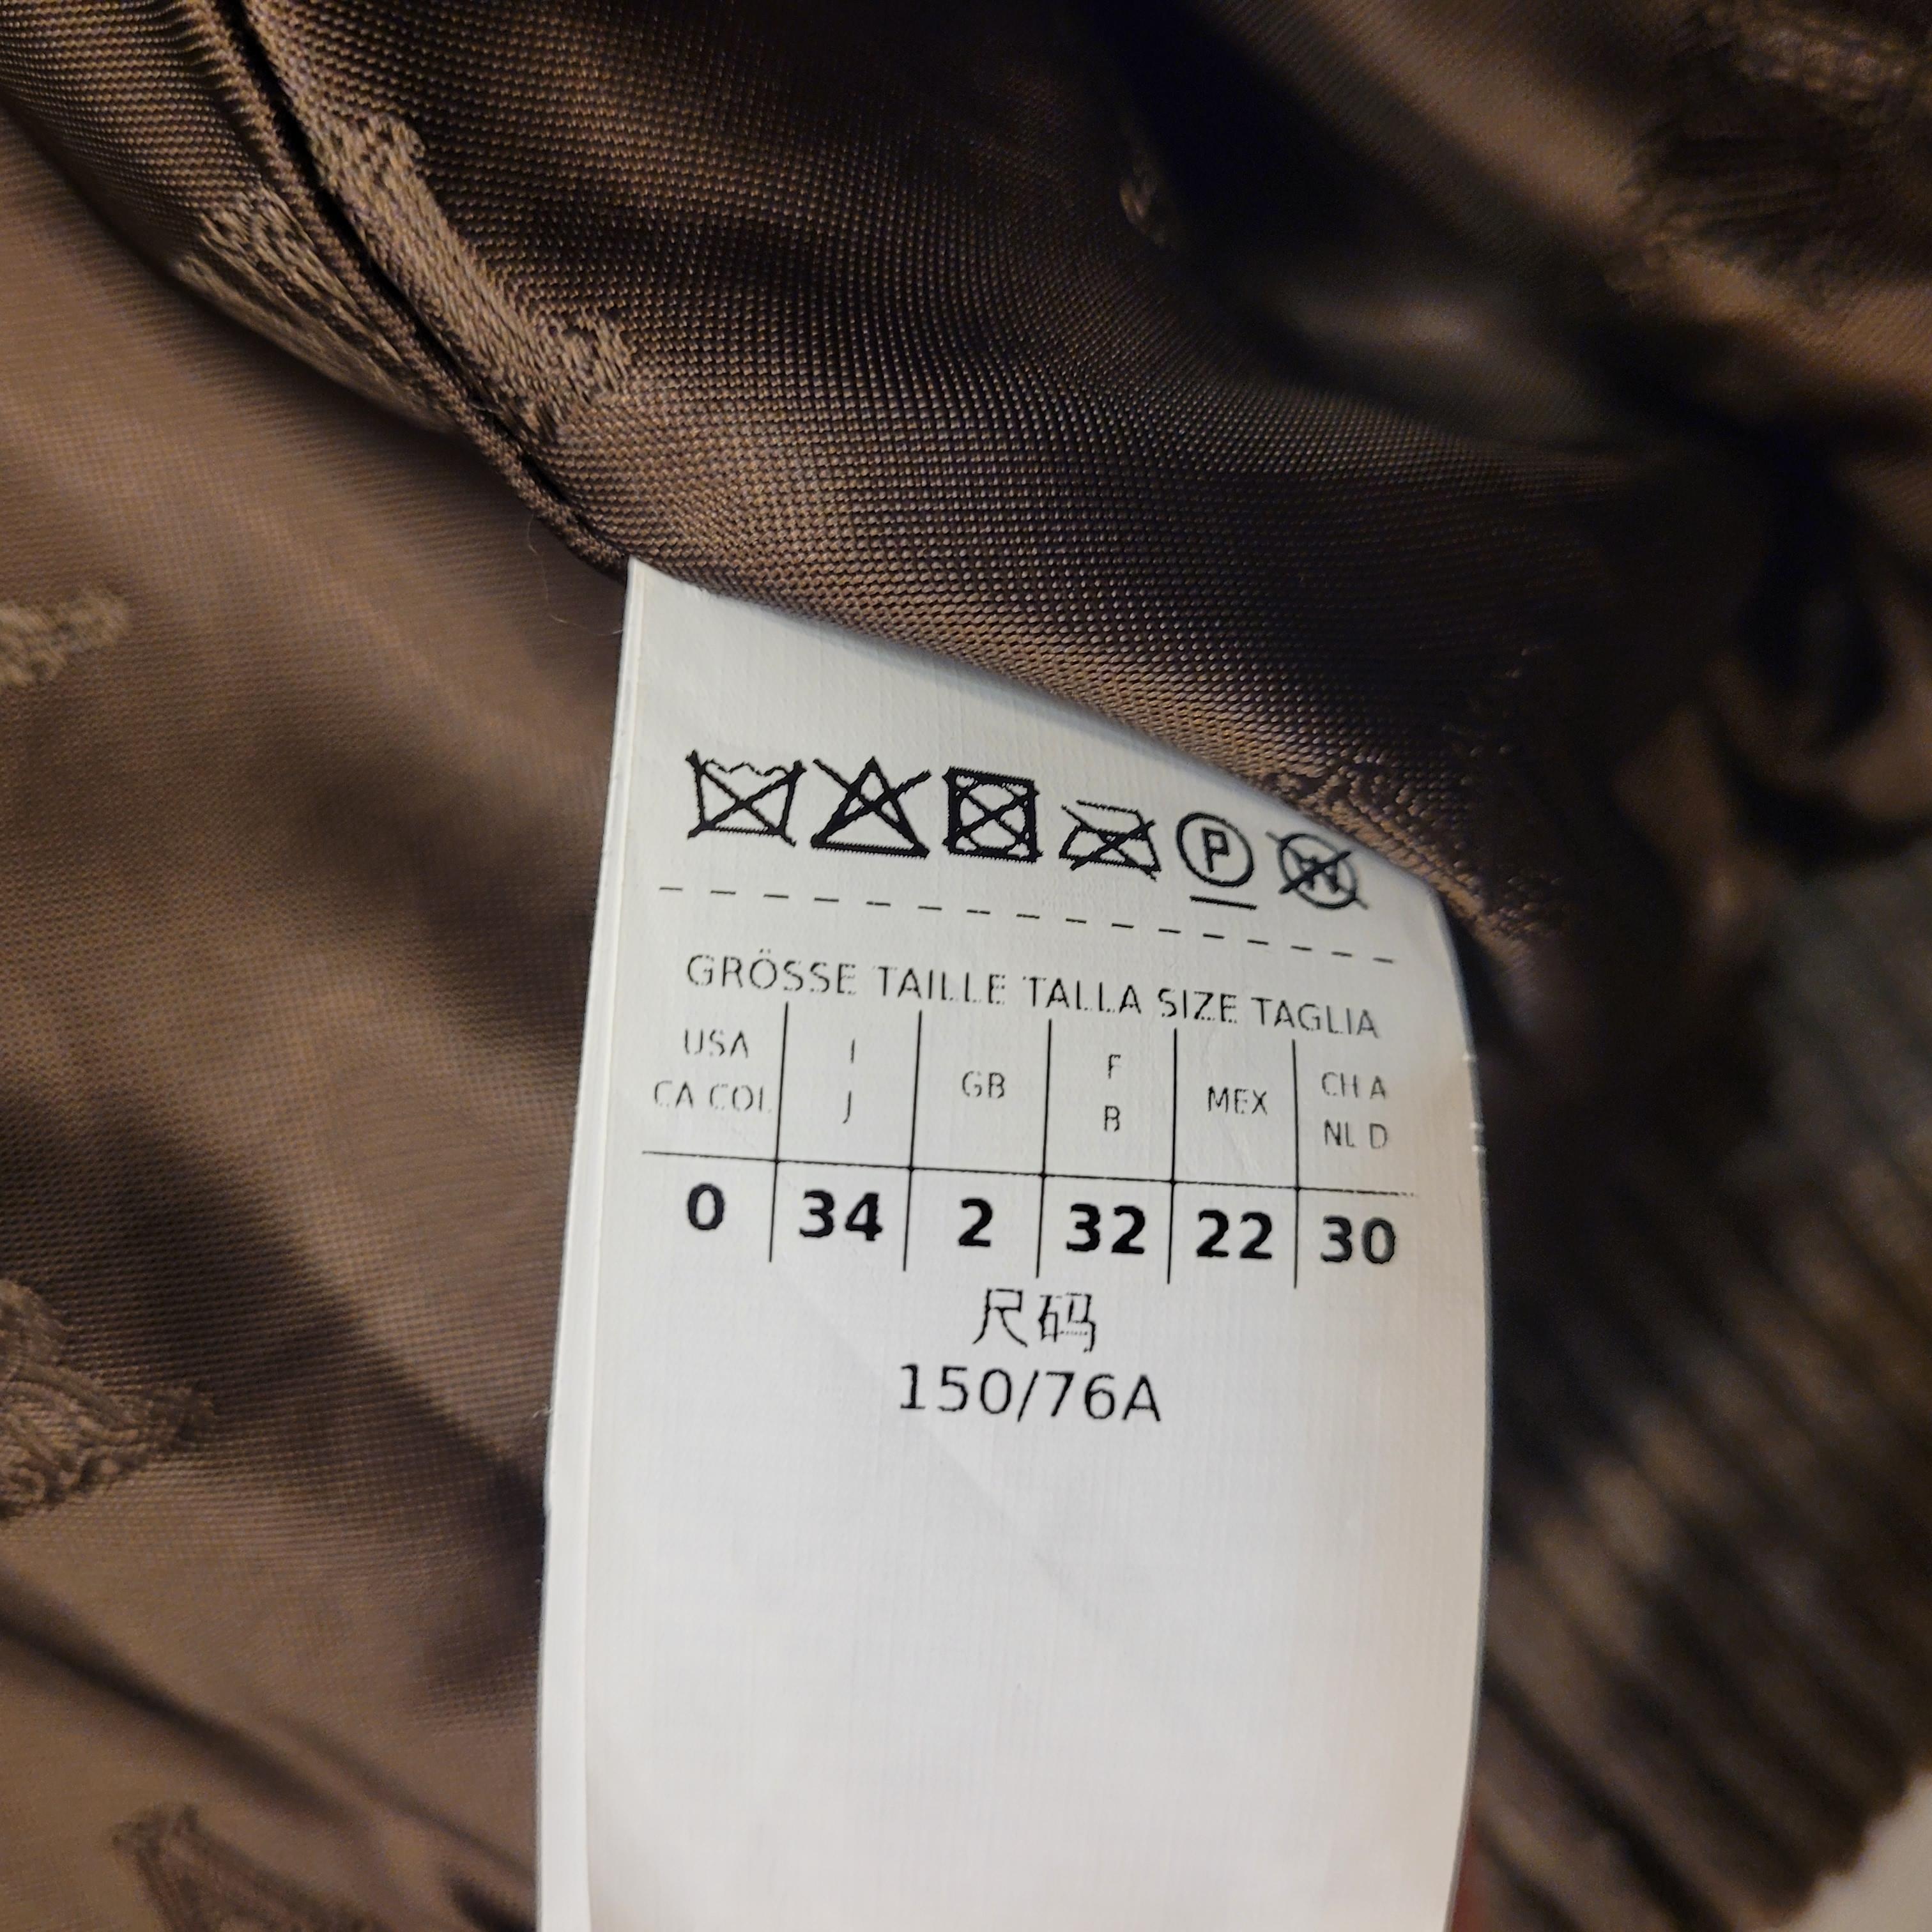 P W
GRÖSSE TAILLE TALLA SIZE TAGLIA
USA I GB F MEX CH A
CA COL J B NL D
0 34 2 32 22 30
尺码
150/76A